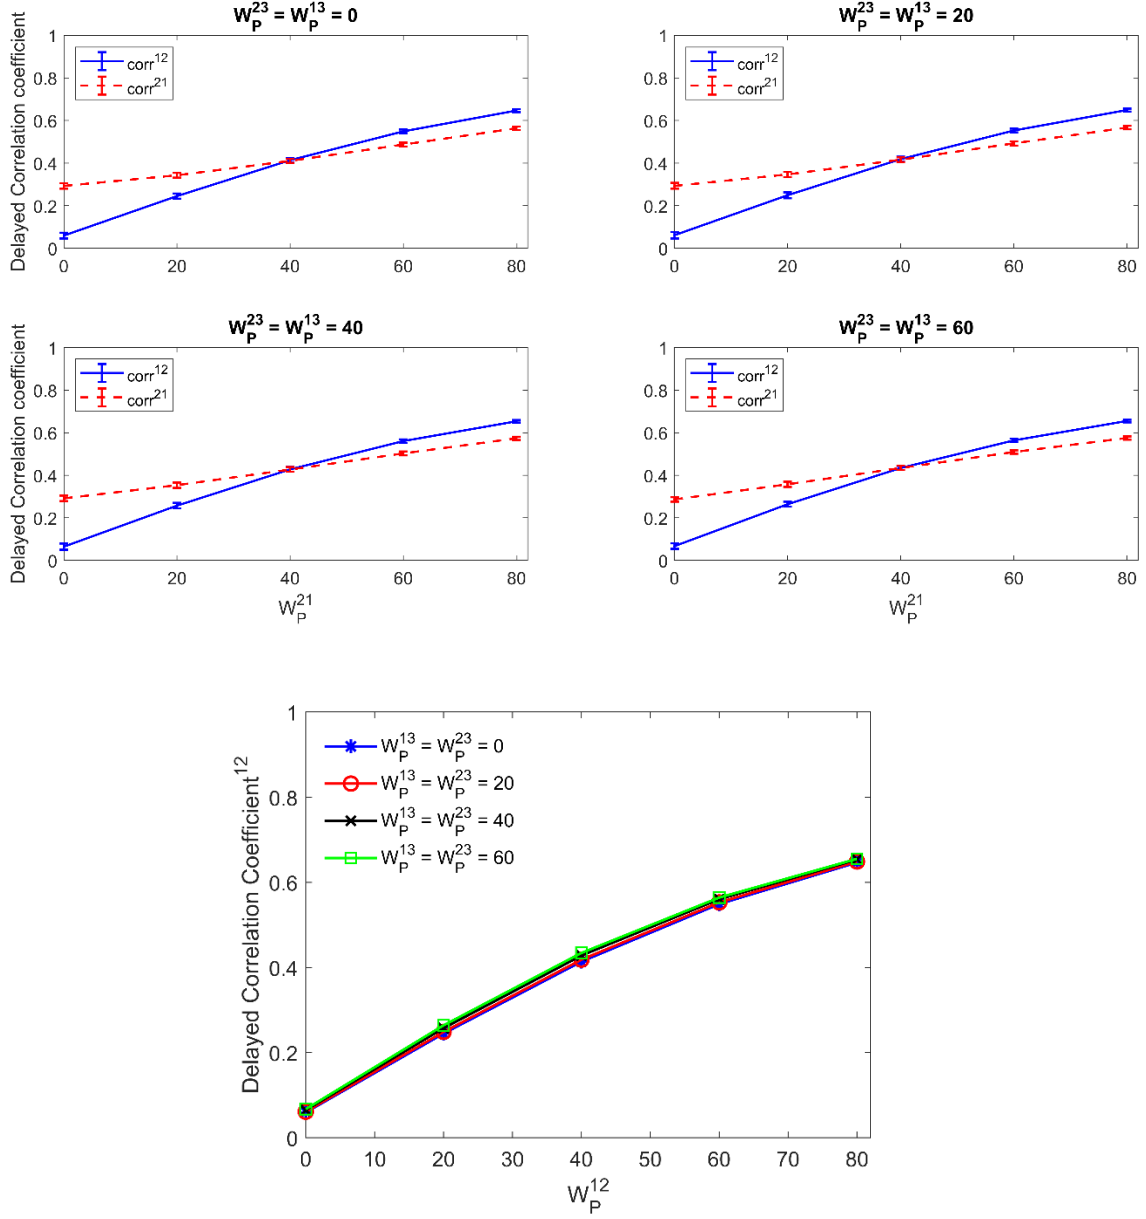 W_P^23 = W_P^13 = 0
Delayed Correlation coefficient
1
0.8
0.6
0.4
0.2
0
corr^12
corr^21
0 20 40 60 80
W_P^23 = W_P^13 = 20
1
0.8
0.6
0.4
0.2
0
corr^12
corr^21
0 20 40 60 80
W_P^23 = W_P^13 = 40
Delayed Correlation coefficient
1
0.8
0.6
0.4
0.2
0
corr^12
corr^21
0 20 40 60 80
W_P^21
W_P^23 = W_P^13 = 60
1
0.8
0.6
0.4
0.2
0
corr^12
corr^21
0 20 40 60 80
W_P^21
Delayed Correlation Coefficient^12
1
0.8
0.6
0.4
0.2
0
W_P^13 = W_P^23 = 0
W_P^13 = W_P^23 = 20
W_P^13 = W_P^23 = 40
W_P^13 = W_P^23 = 60
0 10 20 30 40 50 60 70 80
W_P^12